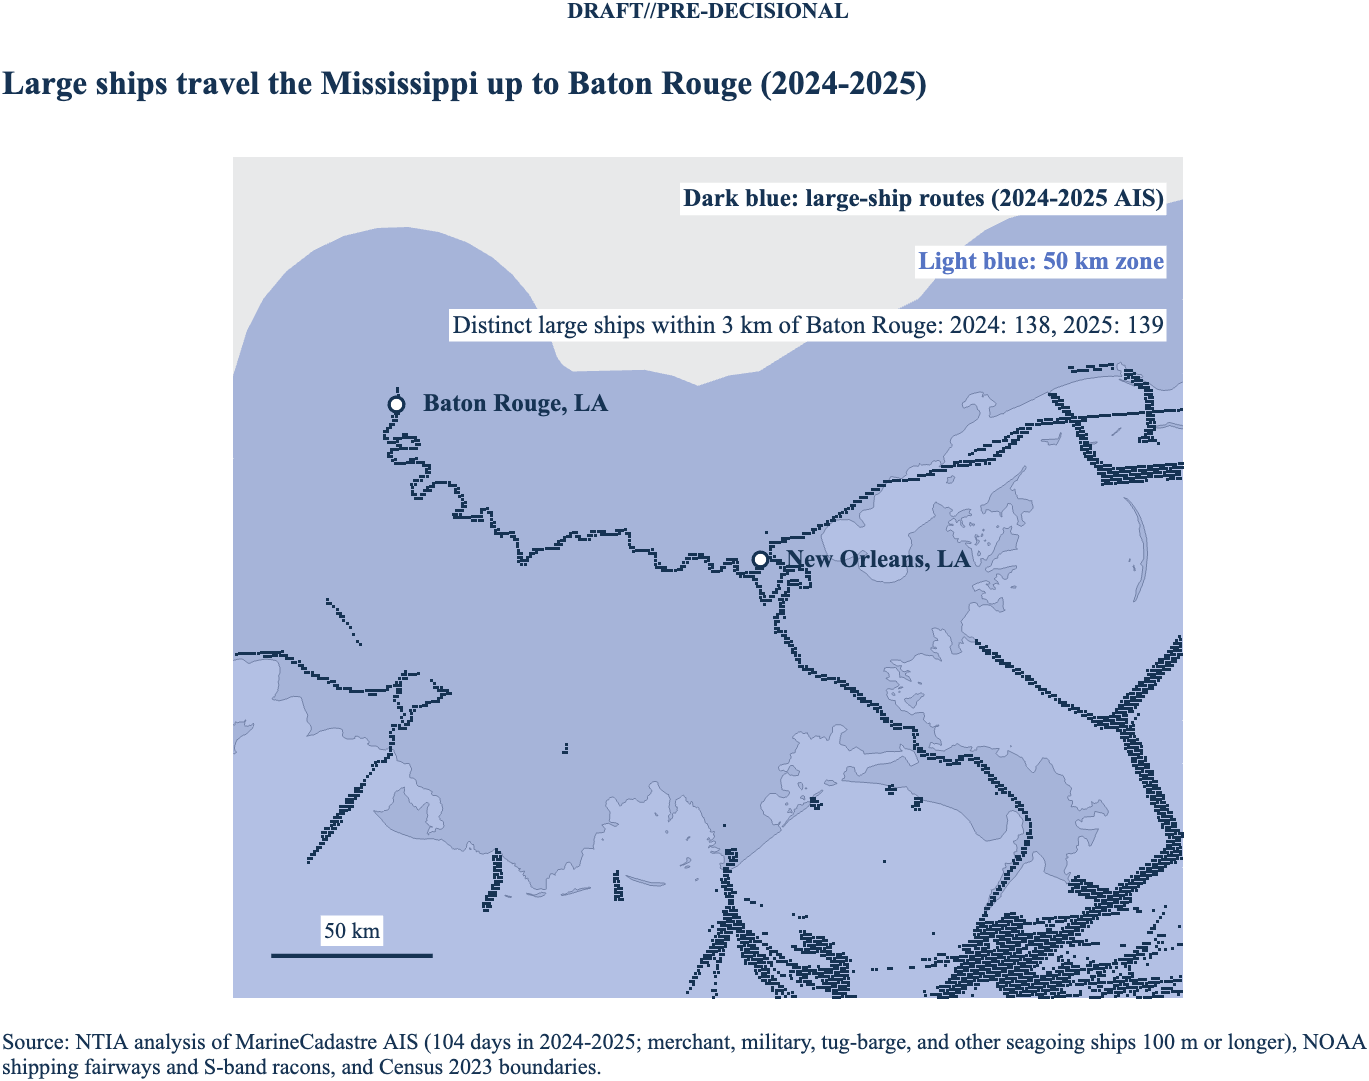 DRAFT//PRE-DECISIONAL
Large ships travel the Mississippi up to Baton Rouge (2024-2025)
Dark blue: large-ship routes (2024-2025 AIS)
Light blue: 50 km zone
Distinct large ships within 3 km of Baton Rouge: 2024: 138, 2025: 139
Baton Rouge, LA
New Orleans, LA
50 km
Source: NTIA analysis of MarineCadastre AIS (104 days in 2024-2025; merchant, military, tug-barge, and other seagoing ships 100 m or longer), NOAA
shipping fairways and S-band racons, and Census 2023 boundaries.